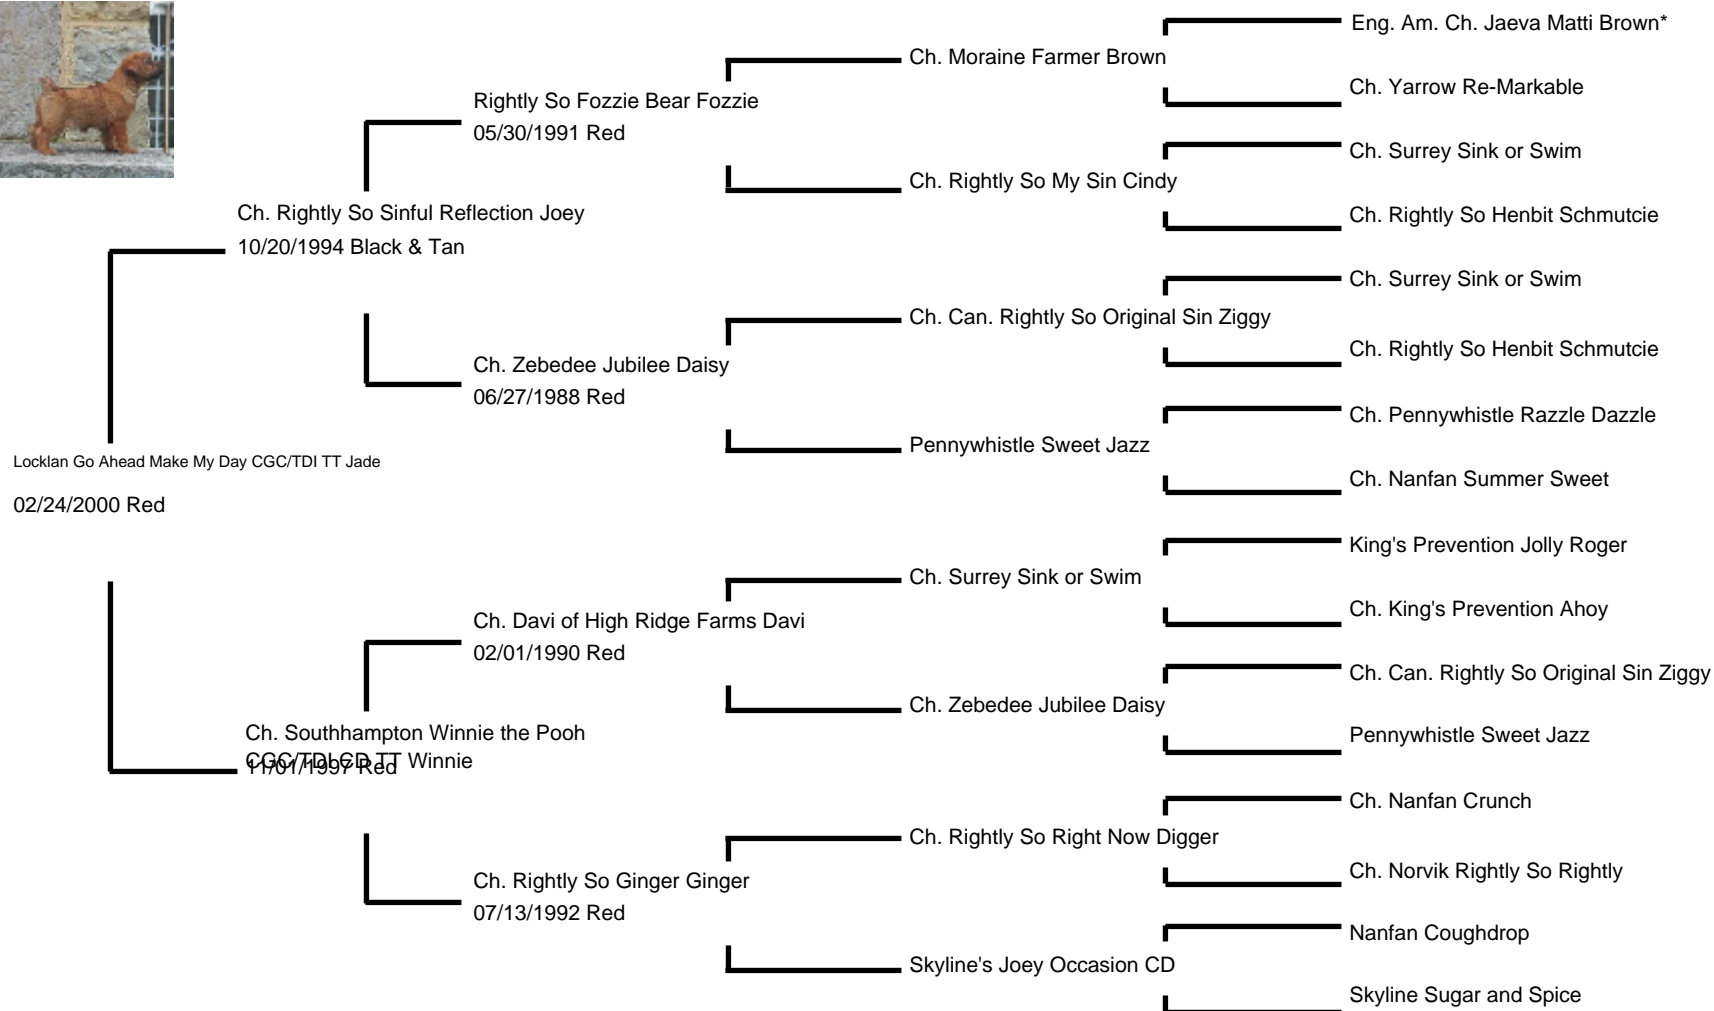 Eng. Am. Ch. Jaeva Matti Brown*
Ch. Moraine Farmer Brown
Ch. Yarrow Re-Markable
Rightly So Fozzie Bear Fozzie
05/30/1991 Red
Ch. Surrey Sink or Swim
Ch. Rightly So My Sin Cindy
Ch. Rightly So Henbit Schmutcie
Ch. Rightly So Sinful Reflection Joey
10/20/1994 Black & Tan
Ch. Surrey Sink or Swim
Ch. Can. Rightly So Original Sin Ziggy
Ch. Rightly So Henbit Schmutcie
Ch. Zebedee Jubilee Daisy
06/27/1988 Red
Ch. Pennywhistle Razzle Dazzle
Pennywhistle Sweet Jazz
Ch. Nanfan Summer Sweet
Locklan Go Ahead Make My Day CGC/TDI TT Jade
02/24/2000 Red
King's Prevention Jolly Roger
Ch. Surrey Sink or Swim
Ch. King's Prevention Ahoy
Ch. Davi of High Ridge Farms Davi
02/01/1990 Red
Ch. Can. Rightly So Original Sin Ziggy
Ch. Zebedee Jubilee Daisy
Pennywhistle Sweet Jazz
Ch. Southhampton Winnie the Pooh
CGC/TDI CD TT Winnie
11/01/1997 Red
Ch. Nanfan Crunch
Ch. Rightly So Right Now Digger
Ch. Norvik Rightly So Rightly
Ch. Rightly So Ginger Ginger
07/13/1992 Red
Nanfan Coughdrop
Skyline's Joey Occasion CD
Skyline Sugar and Spice